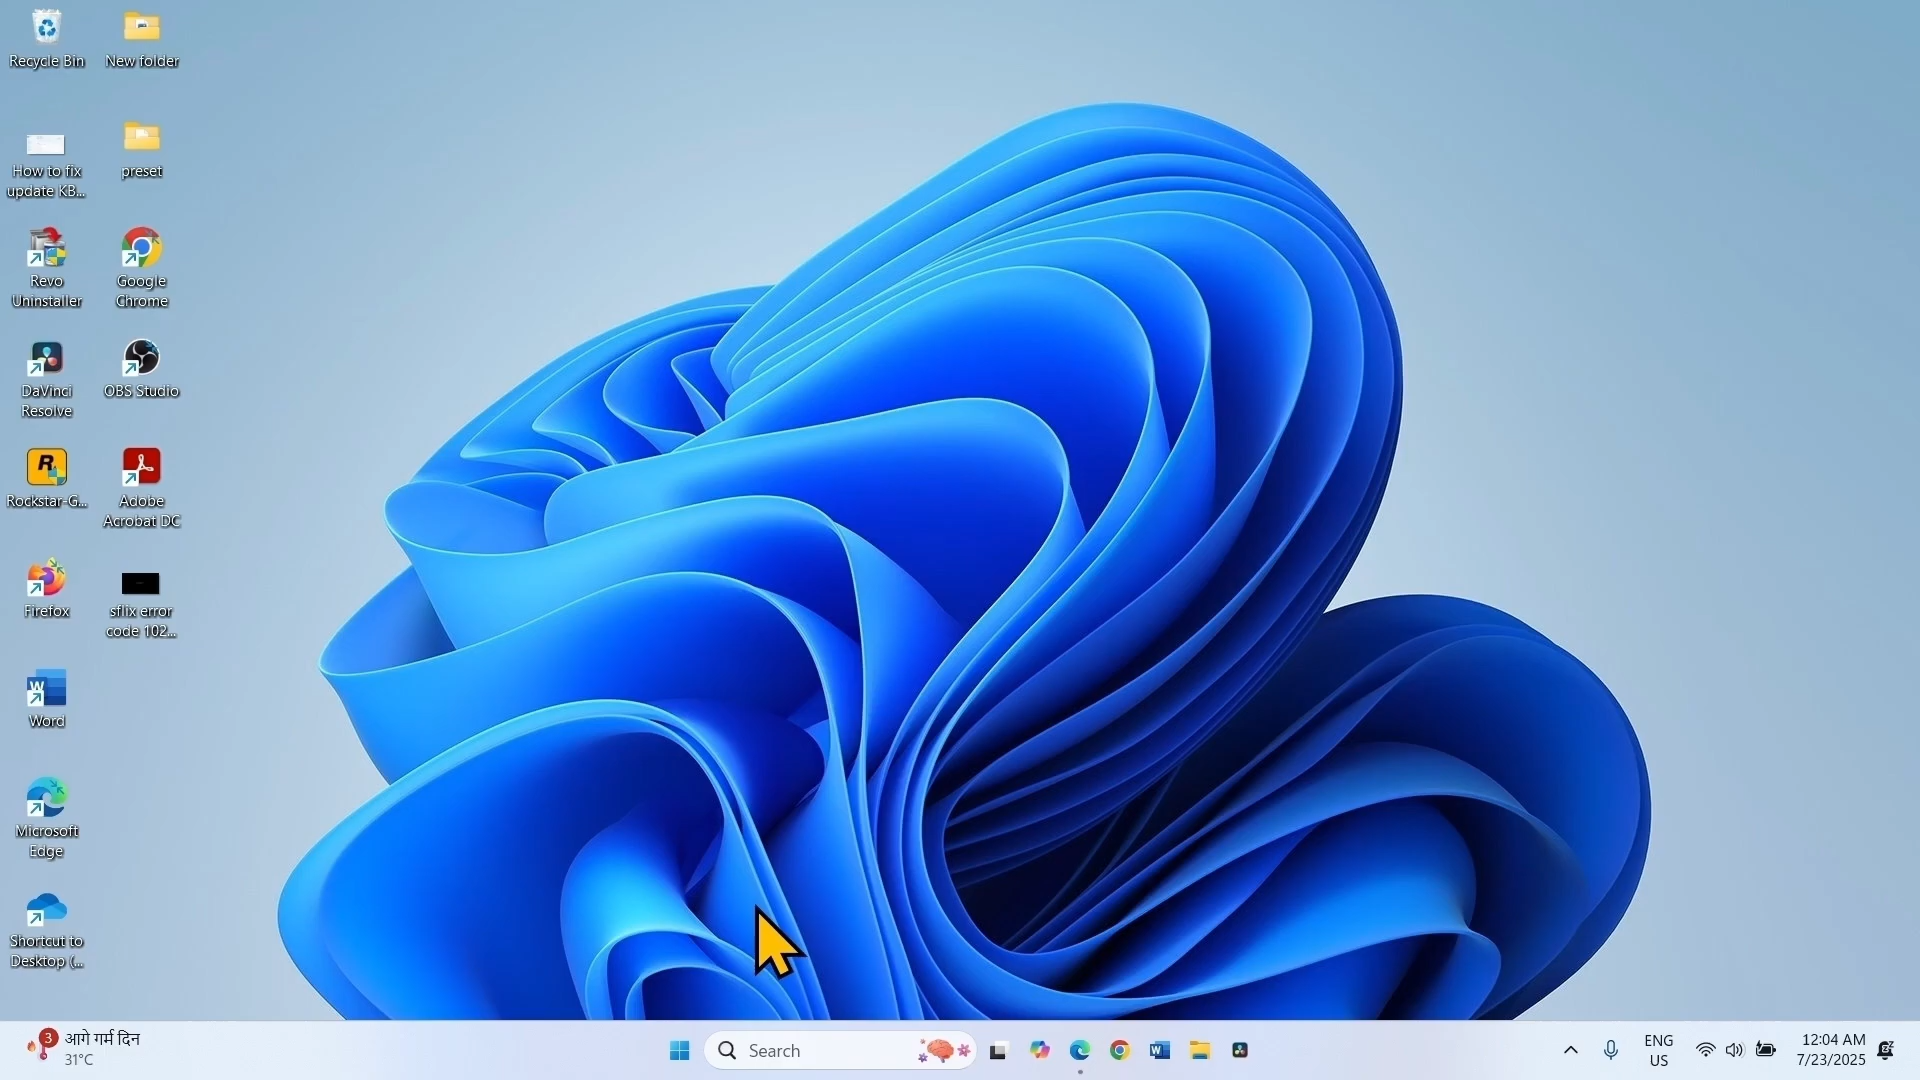 Recycle Bin
New folder
How to fix
update KB...
preset
Revo
Uninstaller
Google
Chrome
DaVinci
Resolve
OBS Studio
Rockstar-G...
Adobe
Acrobat DC
Firefox
sflix error
code 102...
Word
Microsoft
Edge
Shortcut to
Desktop (...
3
आगे गर्म दिन
31°C
Search
ENG
US
12:04 AM
7/23/2025